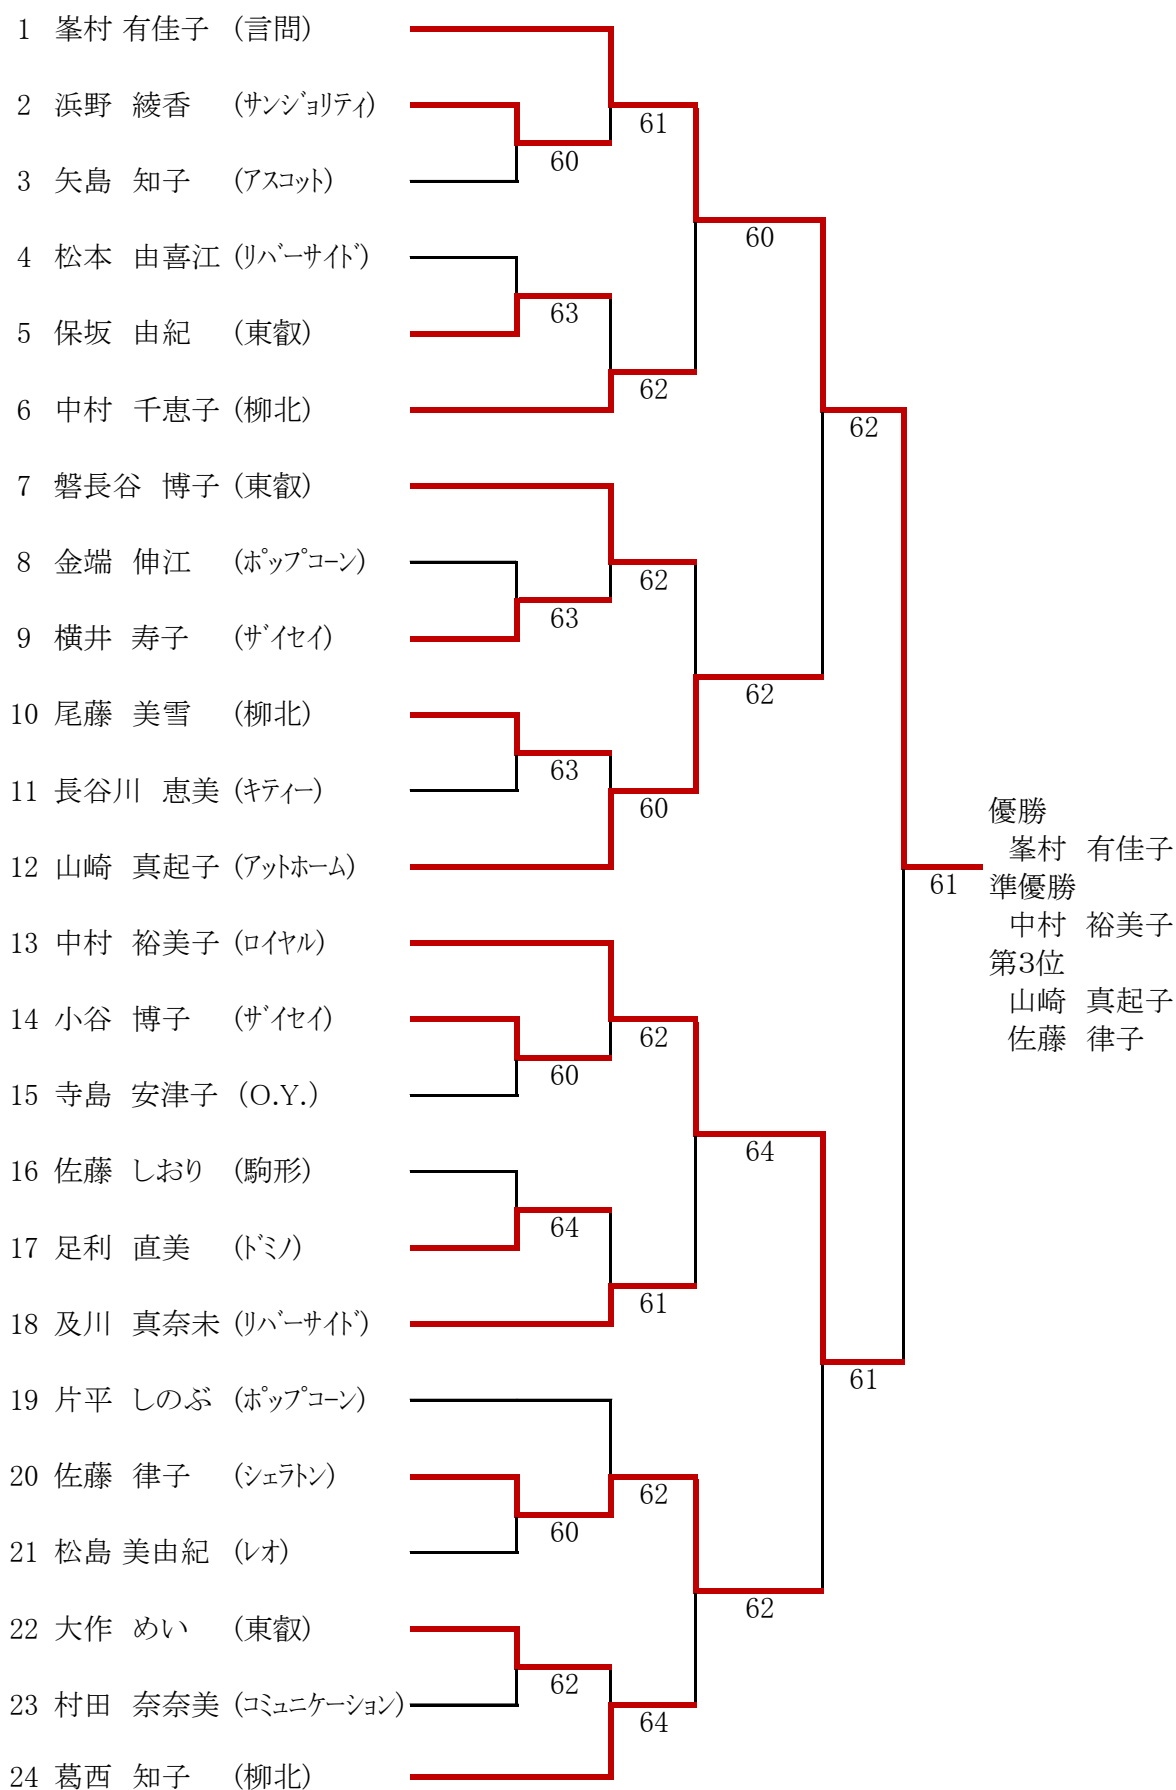 1 峯村 有佳子 (言問)
2 浜野 綾香 (サンジョリティ)
61
60
3 矢島 知子 (アスコット)
60
4 松本 由喜江 (リバーサイド)
63
5 保坂 由紀 (東叡)
62
6 中村 千恵子 (柳北)
62
7 磐長谷 博子 (東叡)
8 金端 伸江 (ポップコーン)
62
63
9 横井 寿子 (ザイセイ)
62
10 尾藤 美雪 (柳北)
63
11 長谷川 恵美 (キティー)
60
優勝
峯村 有佳子
12 山崎 真起子 (アットホーム)
61
準優勝
中村 裕美子
13 中村 裕美子 (ロイヤル)
第3位
山崎 真起子
14 小谷 博子 (ザイセイ)
62
佐藤 律子
60
15 寺島 安津子 (O.Y.)
64
16 佐藤 しおり (駒形)
64
17 足利 直美 (ドミノ)
61
18 及川 真奈未 (リバーサイド)
61
19 片平 しのぶ (ポップコーン)
20 佐藤 律子 (シェラトン)
62
60
21 松島 美由紀 (レオ)
62
22 大作 めい (東叡)
62
23 村田 奈奈美 (コミュニケーション)
64
24 葛西 知子 (柳北)